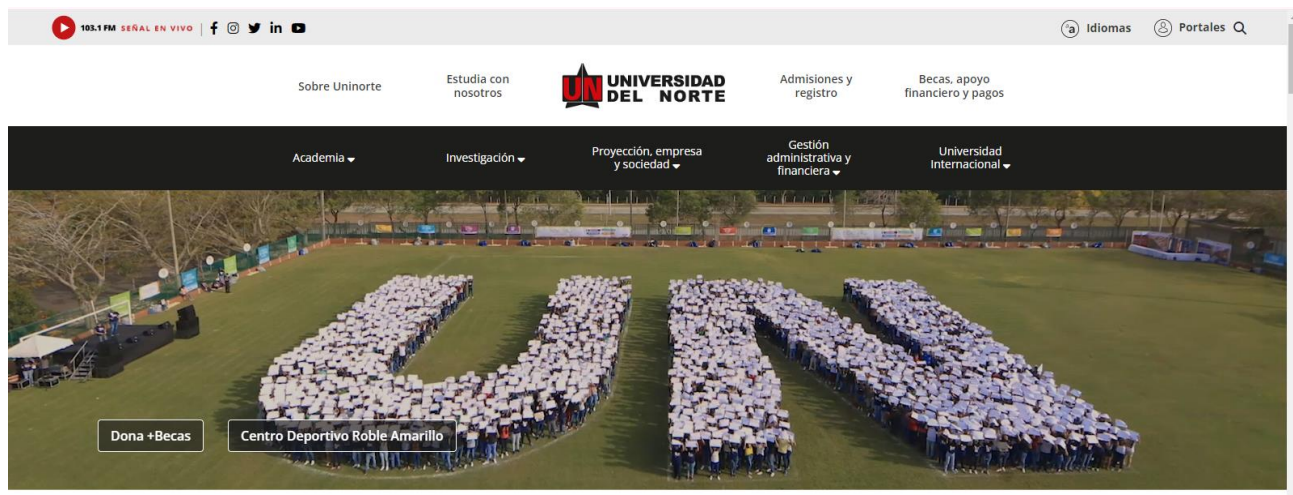 103.1 FM SEÑAL EN VIVO
Idiomas
Portales
Sobre Uninorte
Estudia con
nosotros
UN UNIVERSIDAD
DEL NORTE
Admisiones y
registro
Becas, apoyo
financiero y pagos
Academia
Investigación
Proyección, empresa
y sociedad
Gestión
administrativa y
financiera
Universidad
Internacional
UN
Dona +Becas
Centro Deportivo Roble Amarillo